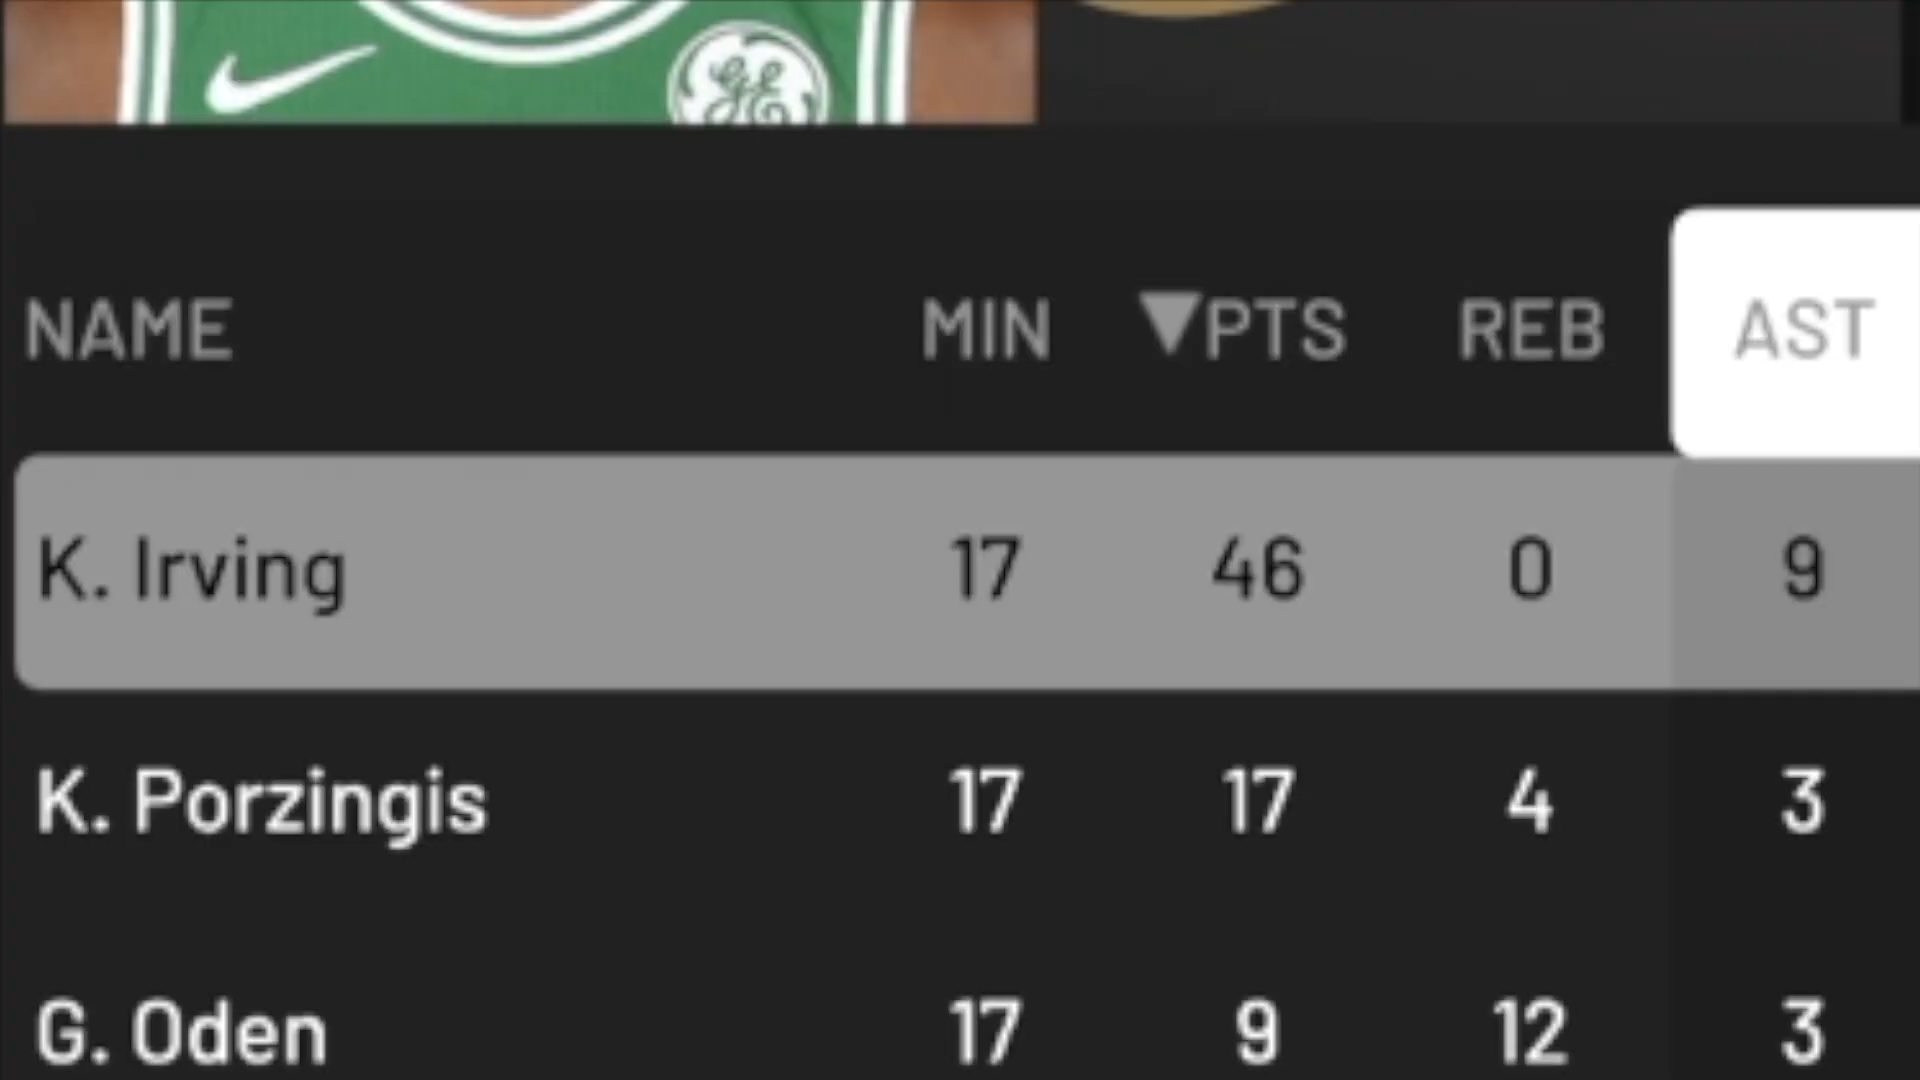 GE
NAME MIN ▼PTS REB AST
K. Irving 17 46 0 9
K. Porzingis 17 17 4 3
G. Oden 17 9 12 3